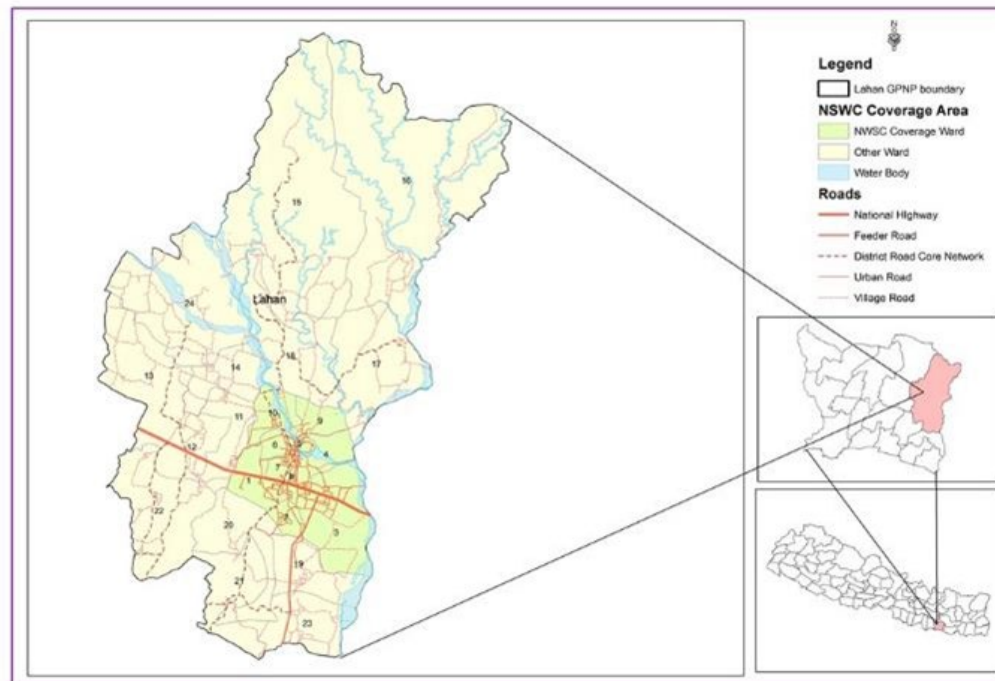 Legend
Lahan GPNP boundary
NSWC Coverage Area
NWSC Coverage Ward
Other Ward
Water Body
Roads
National Highway
Feeder Road
District Road Core Network
Urban Road
Village Road
16
15
24
Lahan
18
17
13
14
11
10
9
12
6
4
7
1
22
20
3
19
21
23